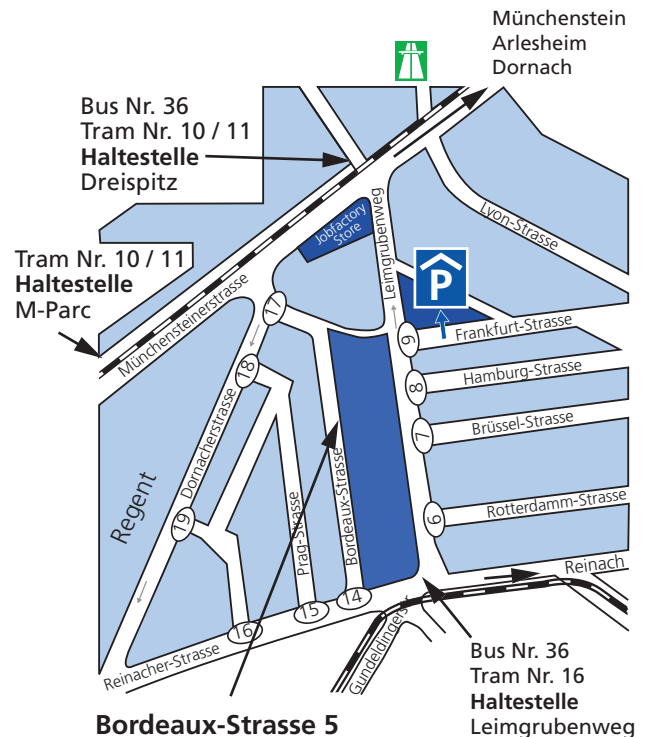 Münchenstein
Arlesheim
Dornach
Bus Nr. 36
Tram Nr. 10 / 11
Haltestelle
Dreispitz
Tram Nr. 10 / 11
Haltestelle
M-Parc
Jobfactory
Store
Leimgrubenweg
Lyon-Strasse
P
Münchensteinerstrasse
17
18
19
Dornacherstrasse
Regent
9
Frankfurt-Strasse
8
Hamburg-Strasse
7
Brüssel-Strasse
6
Rotterdamm-Strasse
Prag-Strasse
Bordeaux-Strasse
14
15
16
Reinacher-Strasse
Reinach
Gundeldingerstr
Bus Nr. 36
Tram Nr. 16
Haltestelle
Leimgrubenweg
Bordeaux-Strasse 5